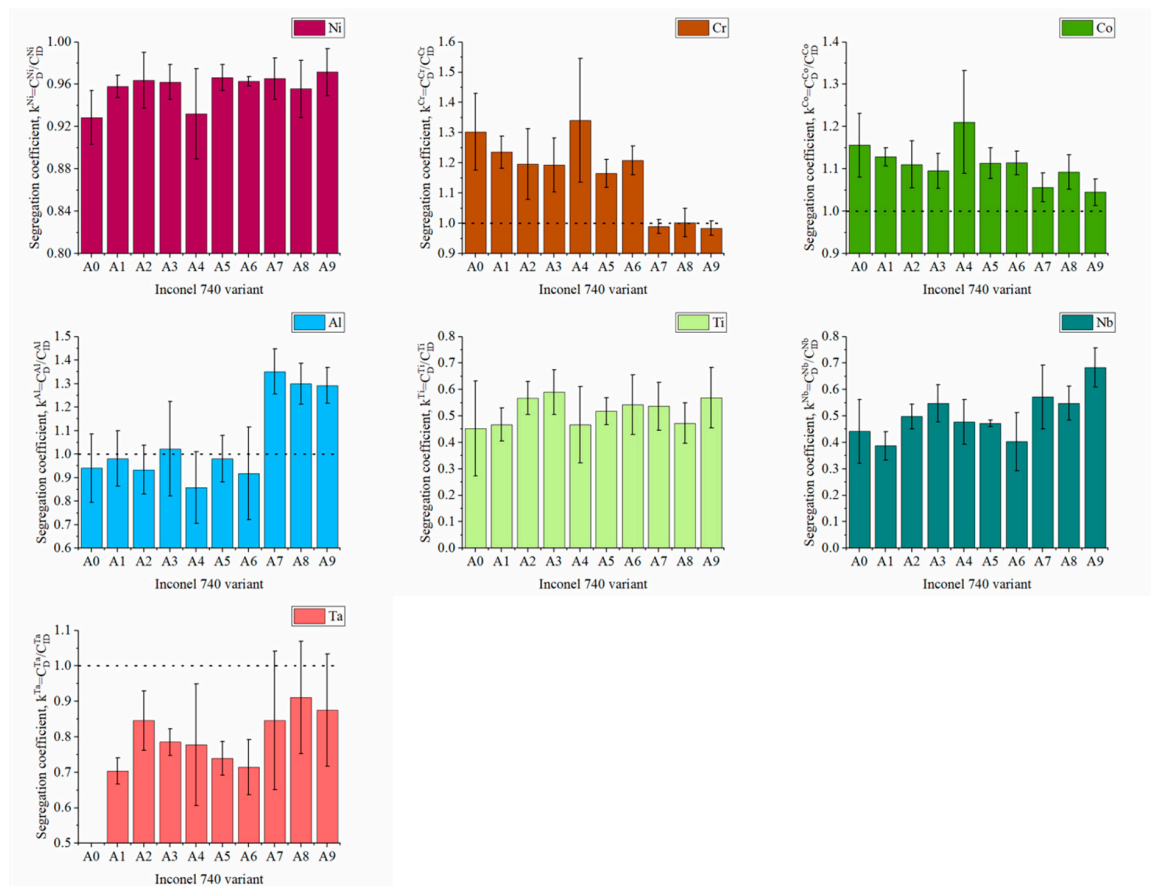 Ni
Segregation coefficient, k^Ni=C_D^Ni/C_ID^Ni
1.00
0.96
0.92
0.88
0.84
0.80
A0 A1 A2 A3 A4 A5 A6 A7 A8 A9
Inconel 740 variant
Cr
Segregation coefficient, k^Cr=C_D^Cr/C_ID^Cr
1.6
1.5
1.4
1.3
1.2
1.1
1.0
0.9
A0 A1 A2 A3 A4 A5 A6 A7 A8 A9
Inconel 740 variant
Co
Segregation coefficient, k^Co=C_D^Co/C_ID^Co
1.4
1.3
1.2
1.1
1.0
0.9
A0 A1 A2 A3 A4 A5 A6 A7 A8 A9
Inconel 740 variant
Al
Segregation coefficient, k^Al=C_D^Al/C_ID^Al
1.5
1.4
1.3
1.2
1.1
1.0
0.9
0.8
0.7
0.6
A0 A1 A2 A3 A4 A5 A6 A7 A8 A9
Inconel 740 variant
Ti
Segregation coefficient, k^Ti=C_D^Ti/C_ID^Ti
0.8
0.7
0.6
0.5
0.4
0.3
0.2
0.1
0.0
A0 A1 A2 A3 A4 A5 A6 A7 A8 A9
Inconel 740 variant
Nb
Segregation coefficient, k^Nb=C_D^Nb/C_ID^Nb
0.8
0.7
0.6
0.5
0.4
0.3
0.2
0.1
0.0
A0 A1 A2 A3 A4 A5 A6 A7 A8 A9
Inconel 740 variant
Ta
Segregation coefficient, k^Ta=C_D^Ta/C_ID^Ta
1.1
1.0
0.9
0.8
0.7
0.6
0.5
A0 A1 A2 A3 A4 A5 A6 A7 A8 A9
Inconel 740 variant